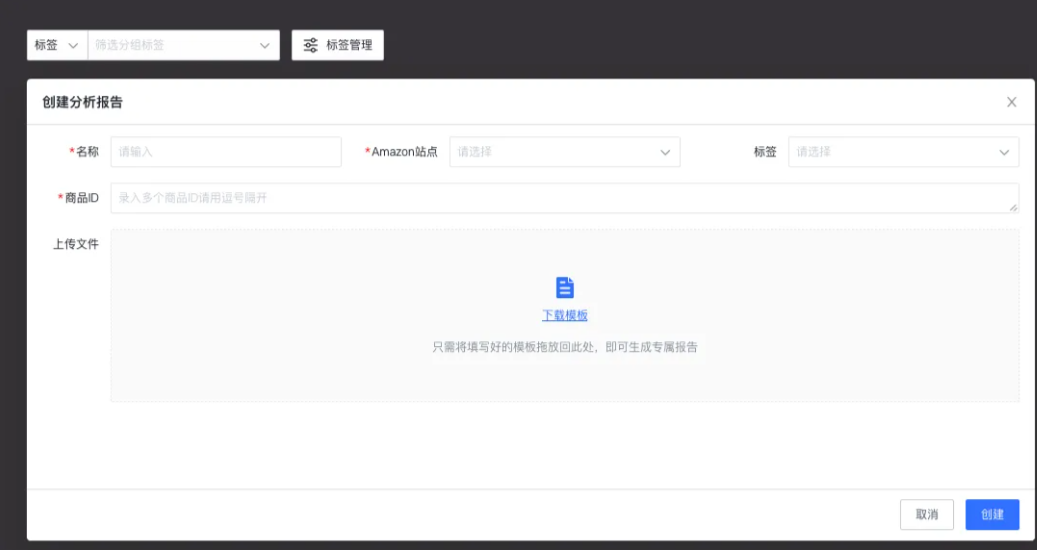 标签 筛选分组标签 标签管理
创建分析报告
*名称 请输入 *Amazon站点 请选择 标签 请选择
*商品ID 录入多个商品ID请用逗号隔开
上传文件
下载模板
只需将填写好的模板拖放回此处，即可生成专属报告
取消 创建